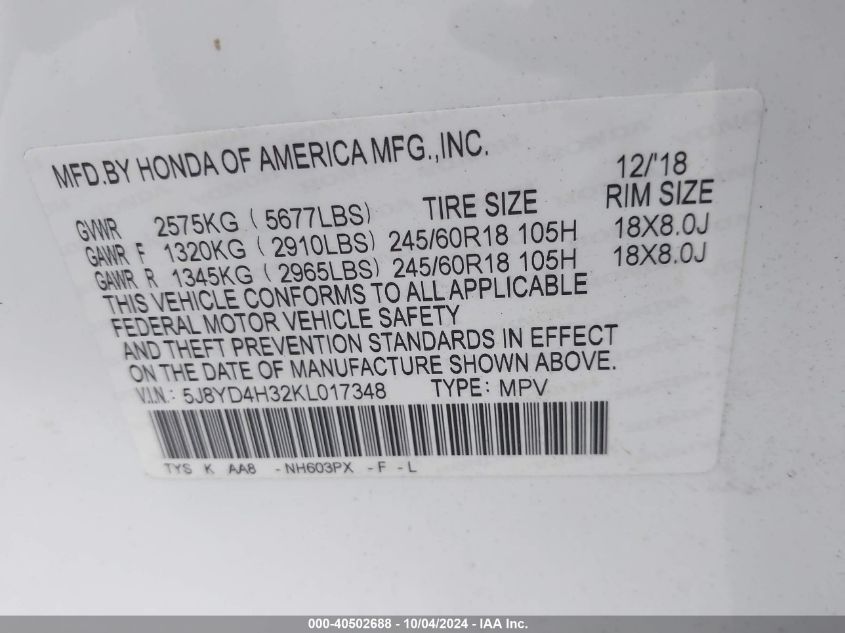 MFD.BY HONDA OF AMERICA MFG.,INC. 12/'18
GVWR 2575KG ( 5677LBS) TIRE SIZE RIM SIZE
GAWR F 1320KG ( 2910LBS) 245/60R18 105H 18X8.0J
GAWR R 1345KG ( 2965LBS) 245/60R18 105H 18X8.0J
THIS VEHICLE CONFORMS TO ALL APPLICABLE
FEDERAL MOTOR VEHICLE SAFETY
AND THEFT PREVENTION STANDARDS IN EFFECT
ON THE DATE OF MANUFACTURE SHOWN ABOVE.
V.I.N.: 5J8YD4H32KL017348 TYPE: MPV
TYS K AA8 -NH603PX -F -L
000-40502688 - 10/04/2024 - IAA Inc.